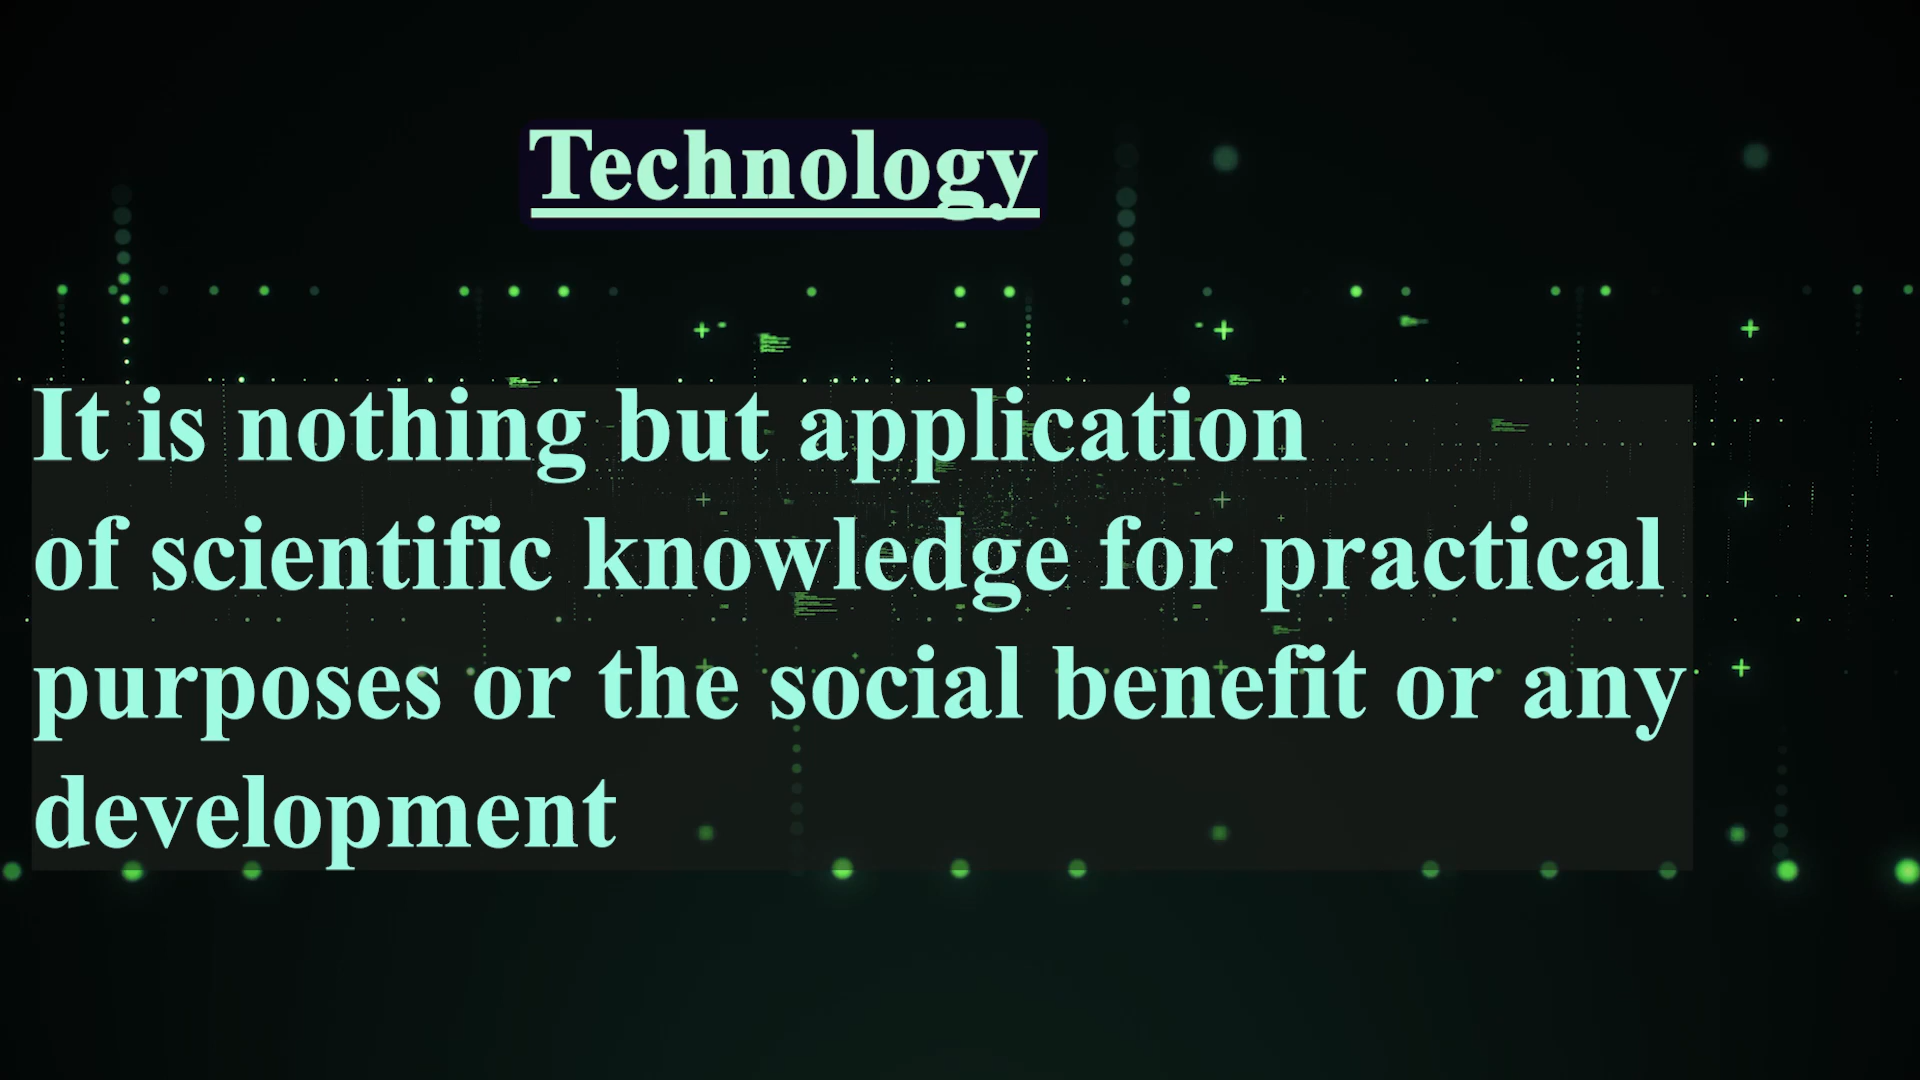 Technology
It is nothing but application
of scientific knowledge for practical
purposes or the social benefit or any
development